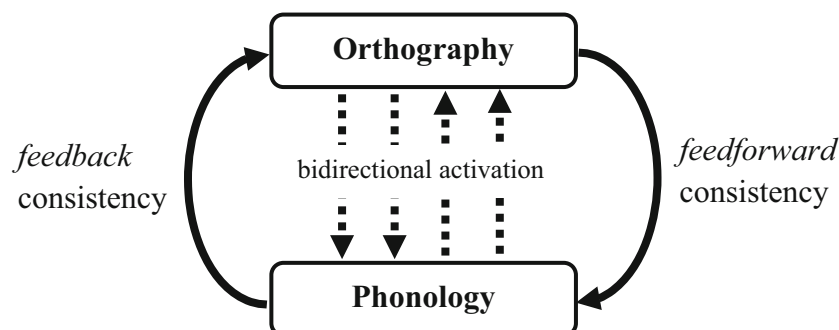 Orthography
feedback
consistency
bidirectional activation
feedforward
consistency
Phonology